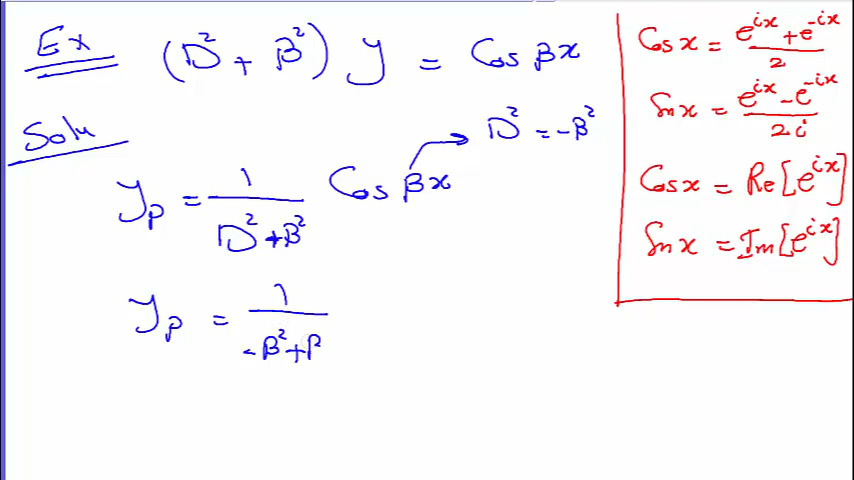 Ex (D² + β²) y = Cos βx
Solu
D² = -β²
yp = 1/(D²+β²) Cos βx
yp = 1/(-β²+β
Cos x = (e^ix + e^-ix)/2
Sin x = (e^ix - e^-ix)/2i
Cos x = Re[e^ix]
Sin x = Im[e^ix]